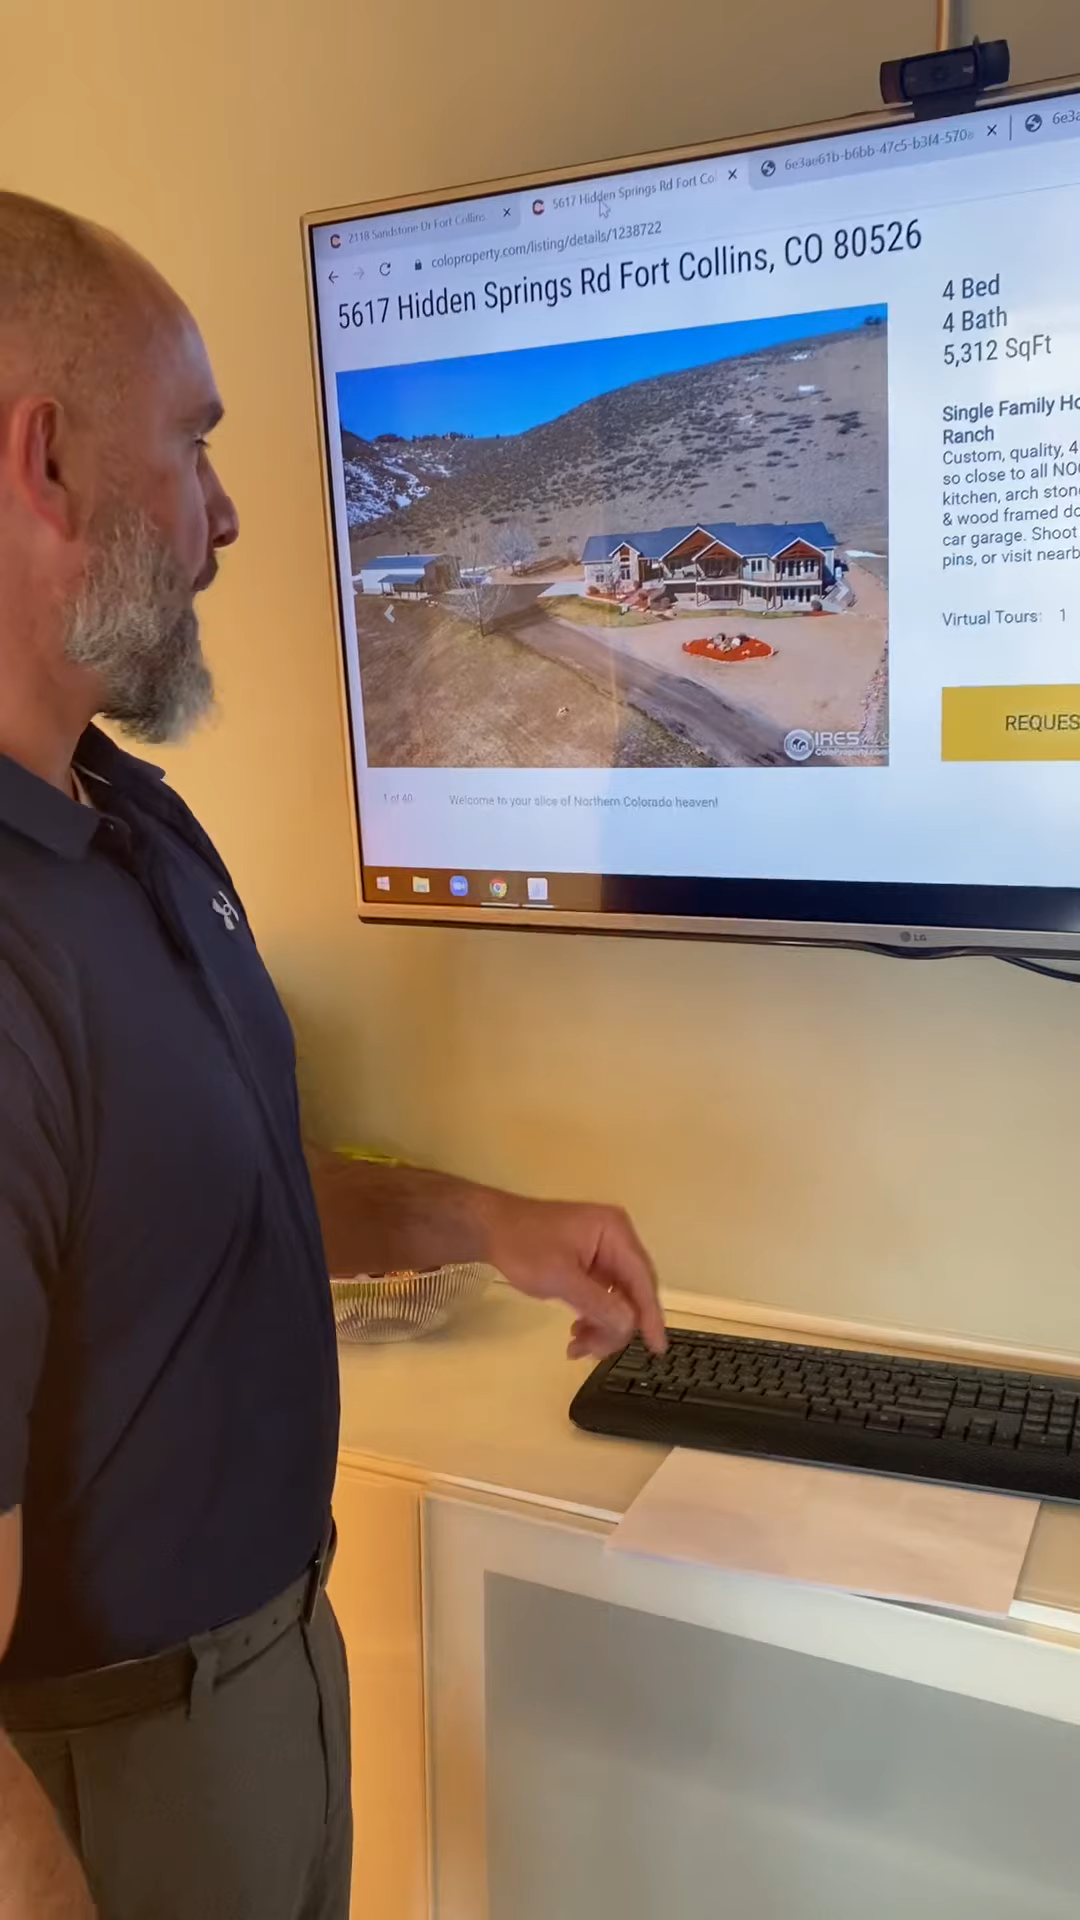 2118 Sandstone Dr Fort Collins
5617 Hidden Springs Rd Fort Co
6e3ae61b-b6bb-47c5-b3f4-570
6e3a
coloproperty.com/listing/details/1238722
5617 Hidden Springs Rd Fort Collins, CO 80526
4 Bed
4 Bath
5,312 SqFt
Single Family Ho
Ranch
Custom, quality, 4
so close to all NO
kitchen, arch ston
& wood framed do
car garage. Shoot
pins, or visit nearb
Virtual Tours: 1
REQUES
IRES
ColoProperty.com
1 of 40
Welcome to your slice of Northern Colorado heaven!
LG